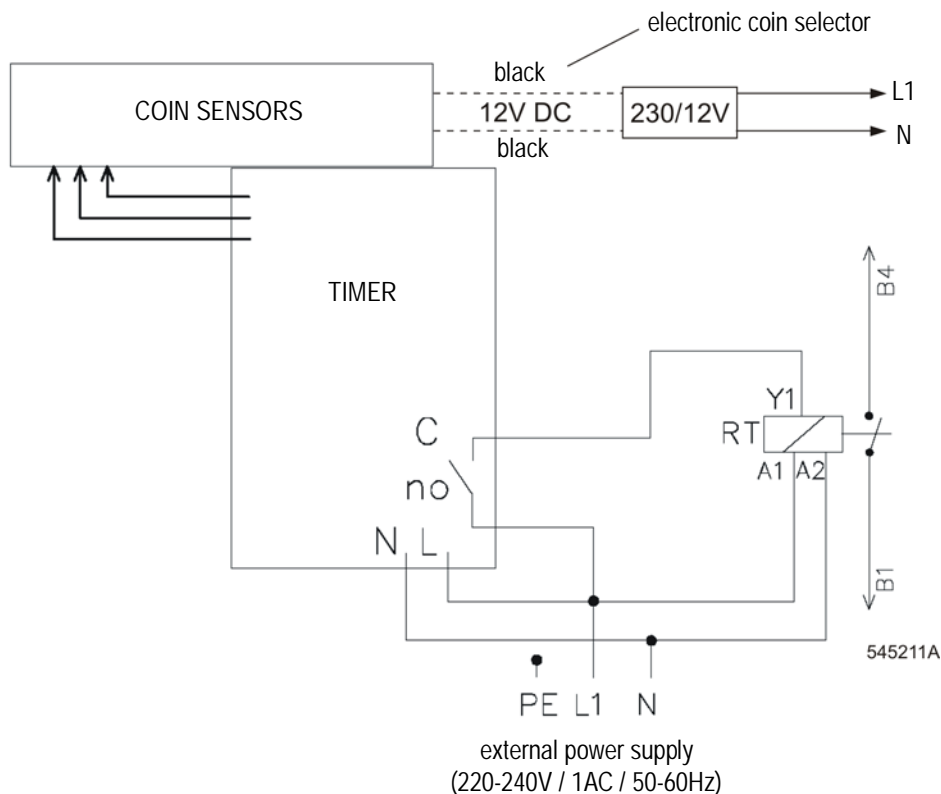 electronic coin selector
black
COIN SENSORS
12V DC
230/12V
L1
N
black
TIMER
B4
Y1
C
RT
A1 A2
no
N L
B1
545211A
PE L1 N
external power supply
(220-240V / 1AC / 50-60Hz)